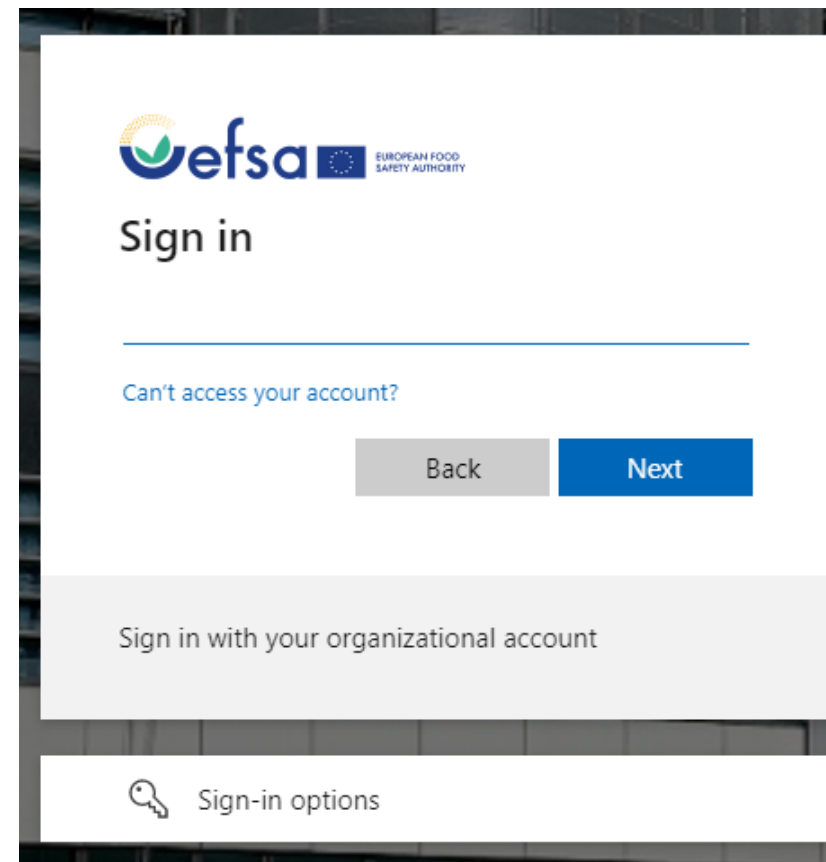 efsa
EUROPEAN FOOD
SAFETY AUTHORITY
Sign in
Can't access your account?
Back
Next
Sign in with your organizational account
Sign-in options